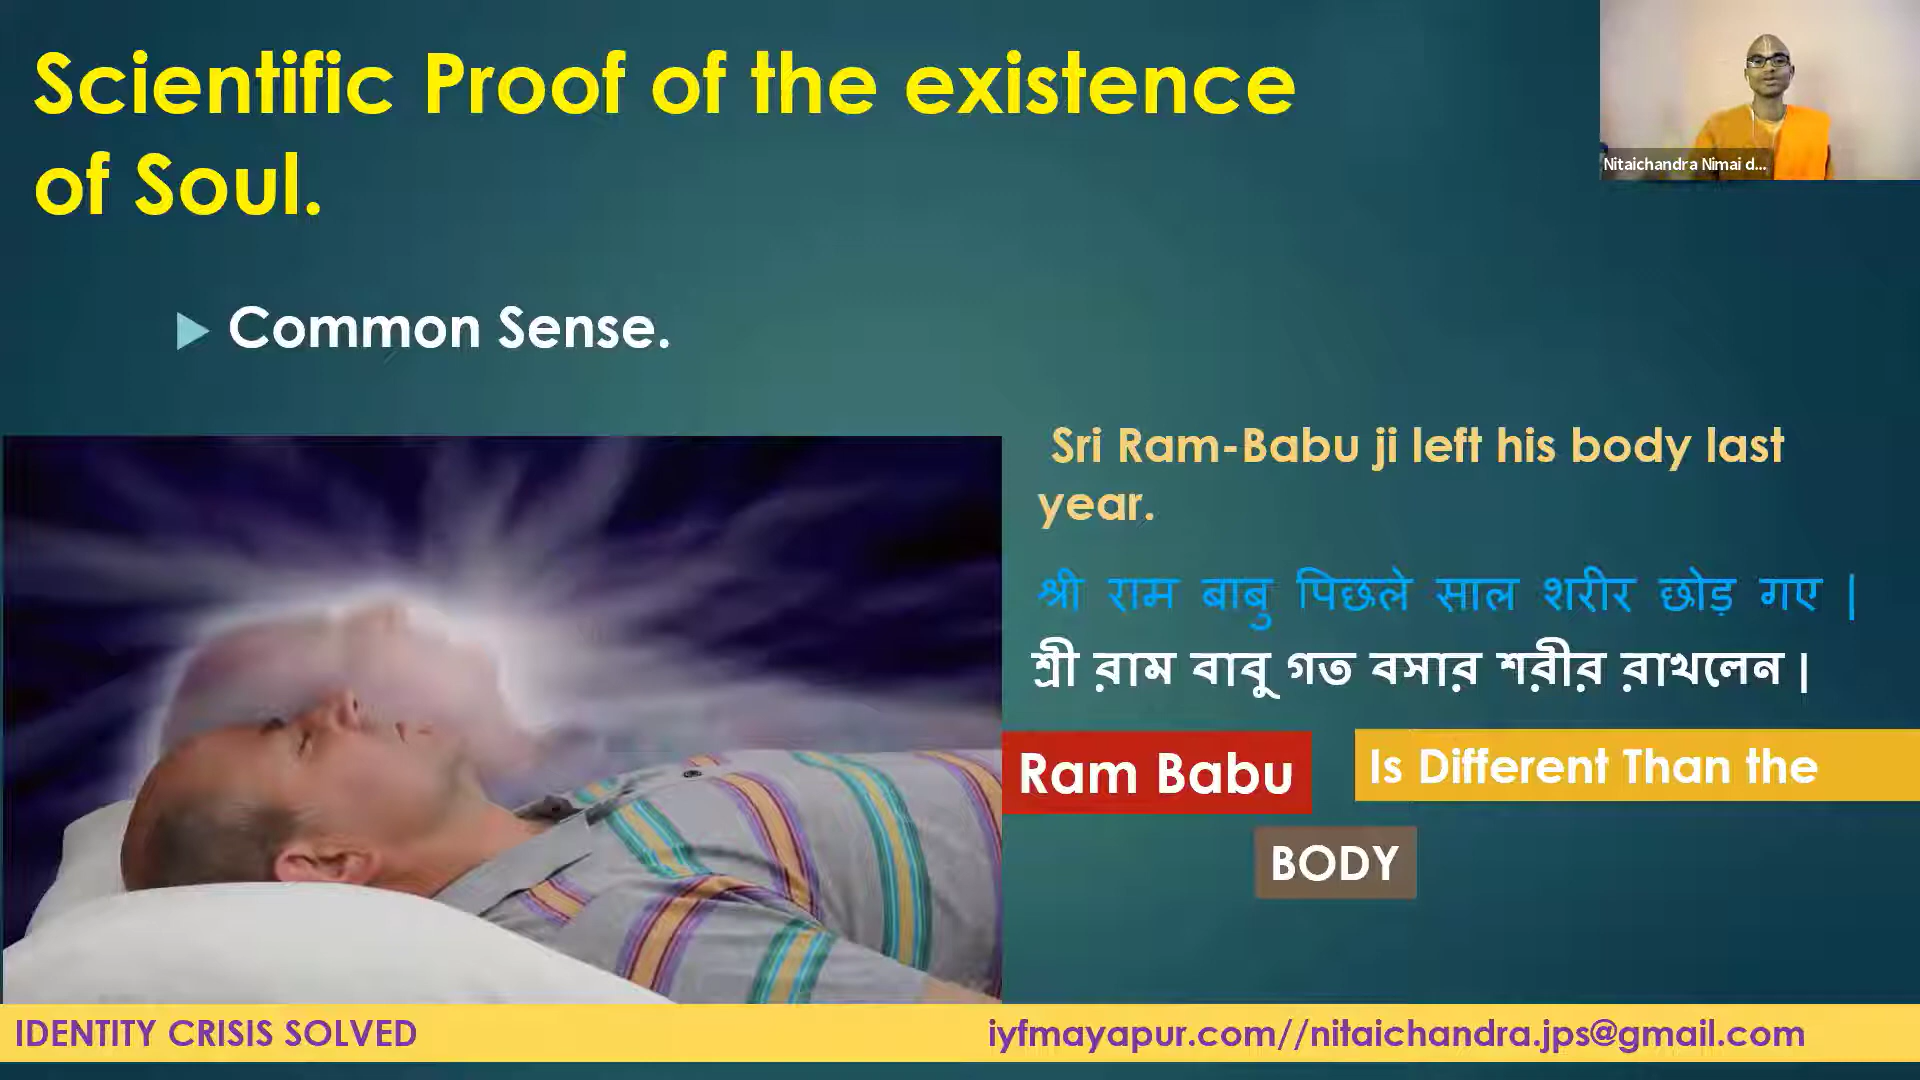 Scientific Proof of the existence
of Soul.
Nitaichandra Nimai d...
Common Sense.
Sri Ram-Babu ji left his body last
year.
श्री राम बाबु पिछले साल शरीर छोड़ गए |
শ্রী রাম বাবু গত বসার শরীর রাখলেন |
Ram Babu
Is Different Than the
BODY
IDENTITY CRISIS SOLVED
iyfmayapur.com//nitaichandra.jps@gmail.com